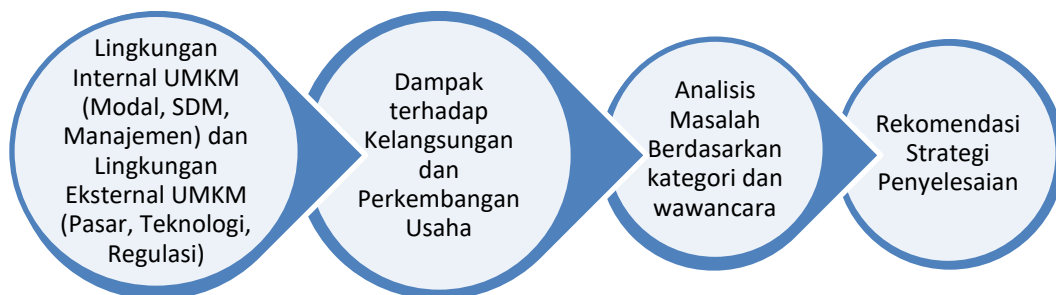 Lingkungan
Internal UMKM
(Modal, SDM,
Manajemen) dan
Lingkungan
Eksternal UMKM
(Pasar, Teknologi,
Regulasi)
Dampak
terhadap
Kelangsungan
dan
Perkembangan
Usaha
Analisis
Masalah
Berdasarkan
kategori dan
wawancara
Rekomendasi
Strategi
Penyelesaian